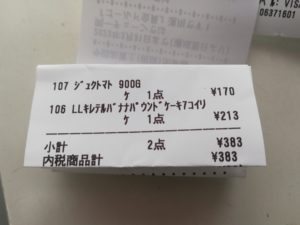 107 ｼﾞｭｸﾄﾏﾄ 900G
ｹ 1点 ¥170
106 LLｷﾚﾃﾙﾊﾞﾅﾅﾊﾟｳﾝﾄﾞｹｰｷ7ｺｲﾘ
ｹ 1点 ¥213
小計 2点 ¥383
内税商品計 ¥383
06371601